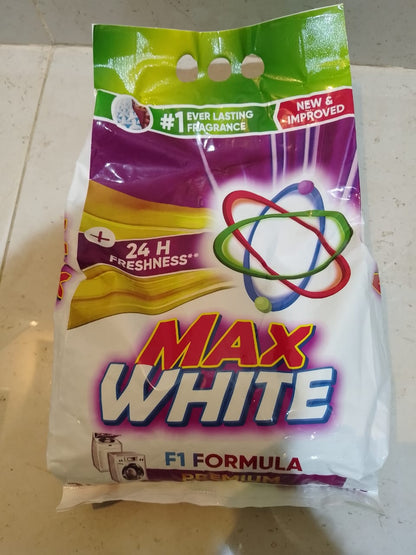 #1 EVER LASTING
FRAGRANCE
NEW &
IMPROVED
+
24 H
FRESHNESS**
MAX
WHITE
F1 FORMULA
PREMIUM